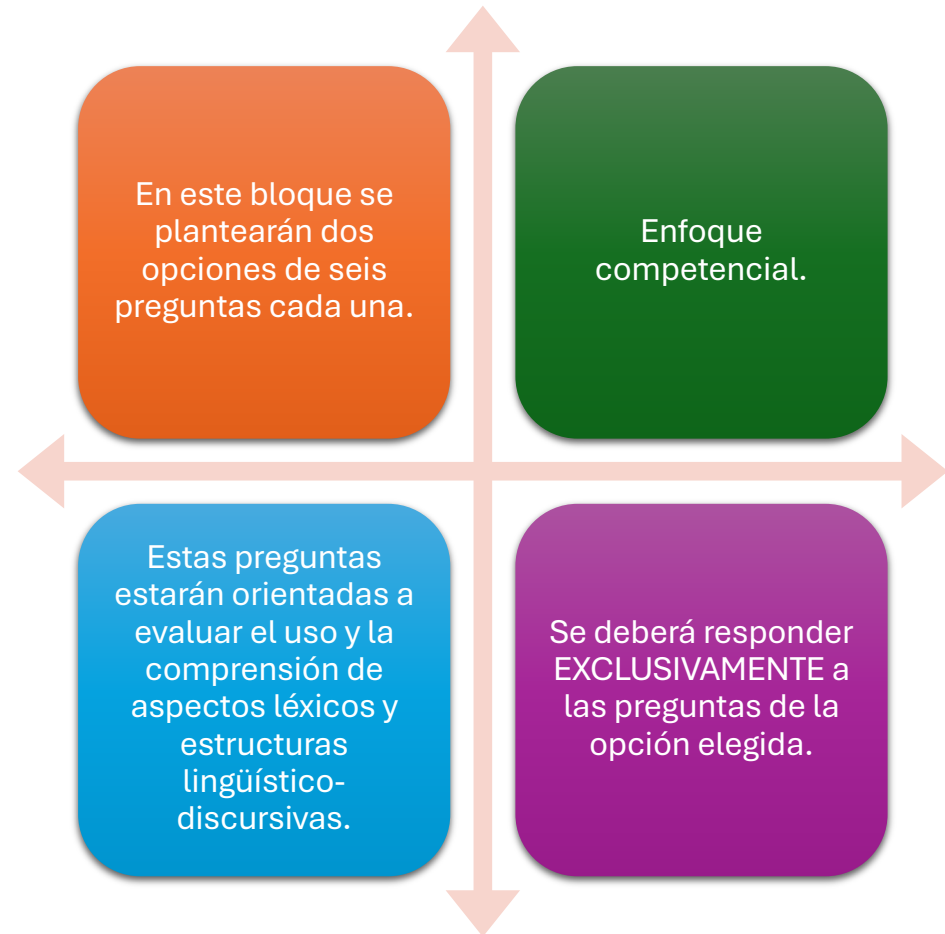 En este bloque se
plantearán dos
opciones de seis
preguntas cada una.
Enfoque
competencial.
Estas preguntas
estarán orientadas a
evaluar el uso y la
comprensión de
aspectos léxicos y
estructuras
lingüístico-
discursivas.
Se deberá responder
EXCLUSIVAMENTE a
las preguntas de la
opción elegida.